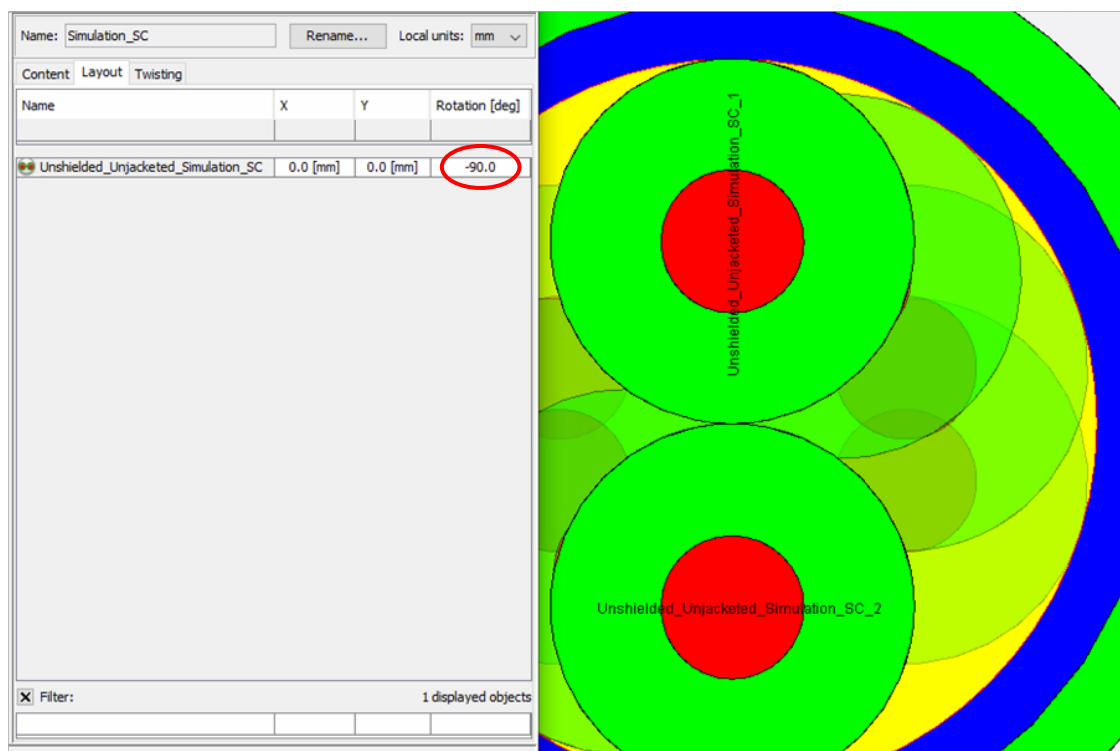 Name: Simulation_SC Rename... Local units: mm
Content Layout Twisting
Name X Y Rotation [deg]
Unshielded_Unjacketed_Simulation_SC 0.0 [mm] 0.0 [mm] -90.0
Filter: 1 displayed objects
Unshielded_Unjacketed_Simulation_SC_1
Unshielded_Unjacketed_Simulation_SC_2